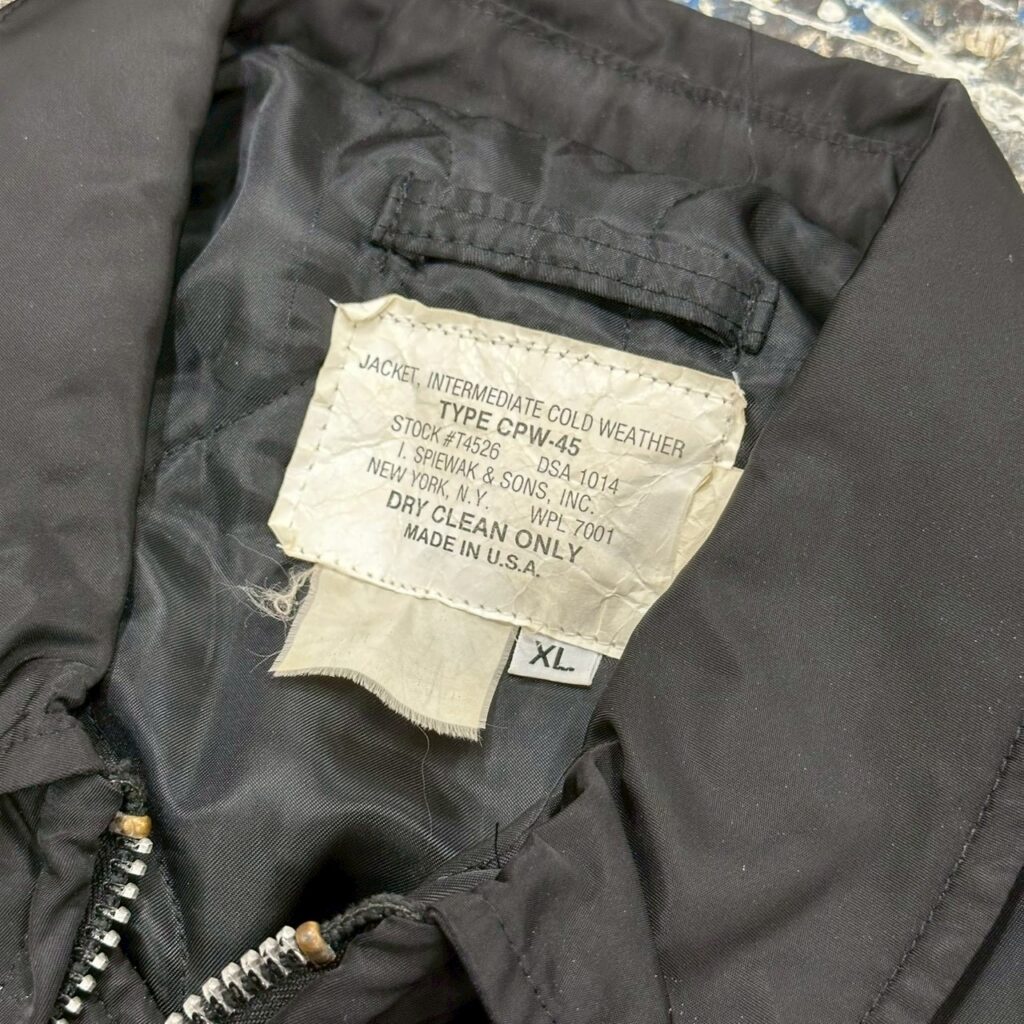 JACKET, INTERMEDIATE COLD WEATHER
TYPE CPW-45
STOCK #T4526 DSA 1014
I. SPIEWAK & SONS, INC.
NEW YORK, N.Y. WPL 7001
DRY CLEAN ONLY
MADE IN U.S.A.
XL